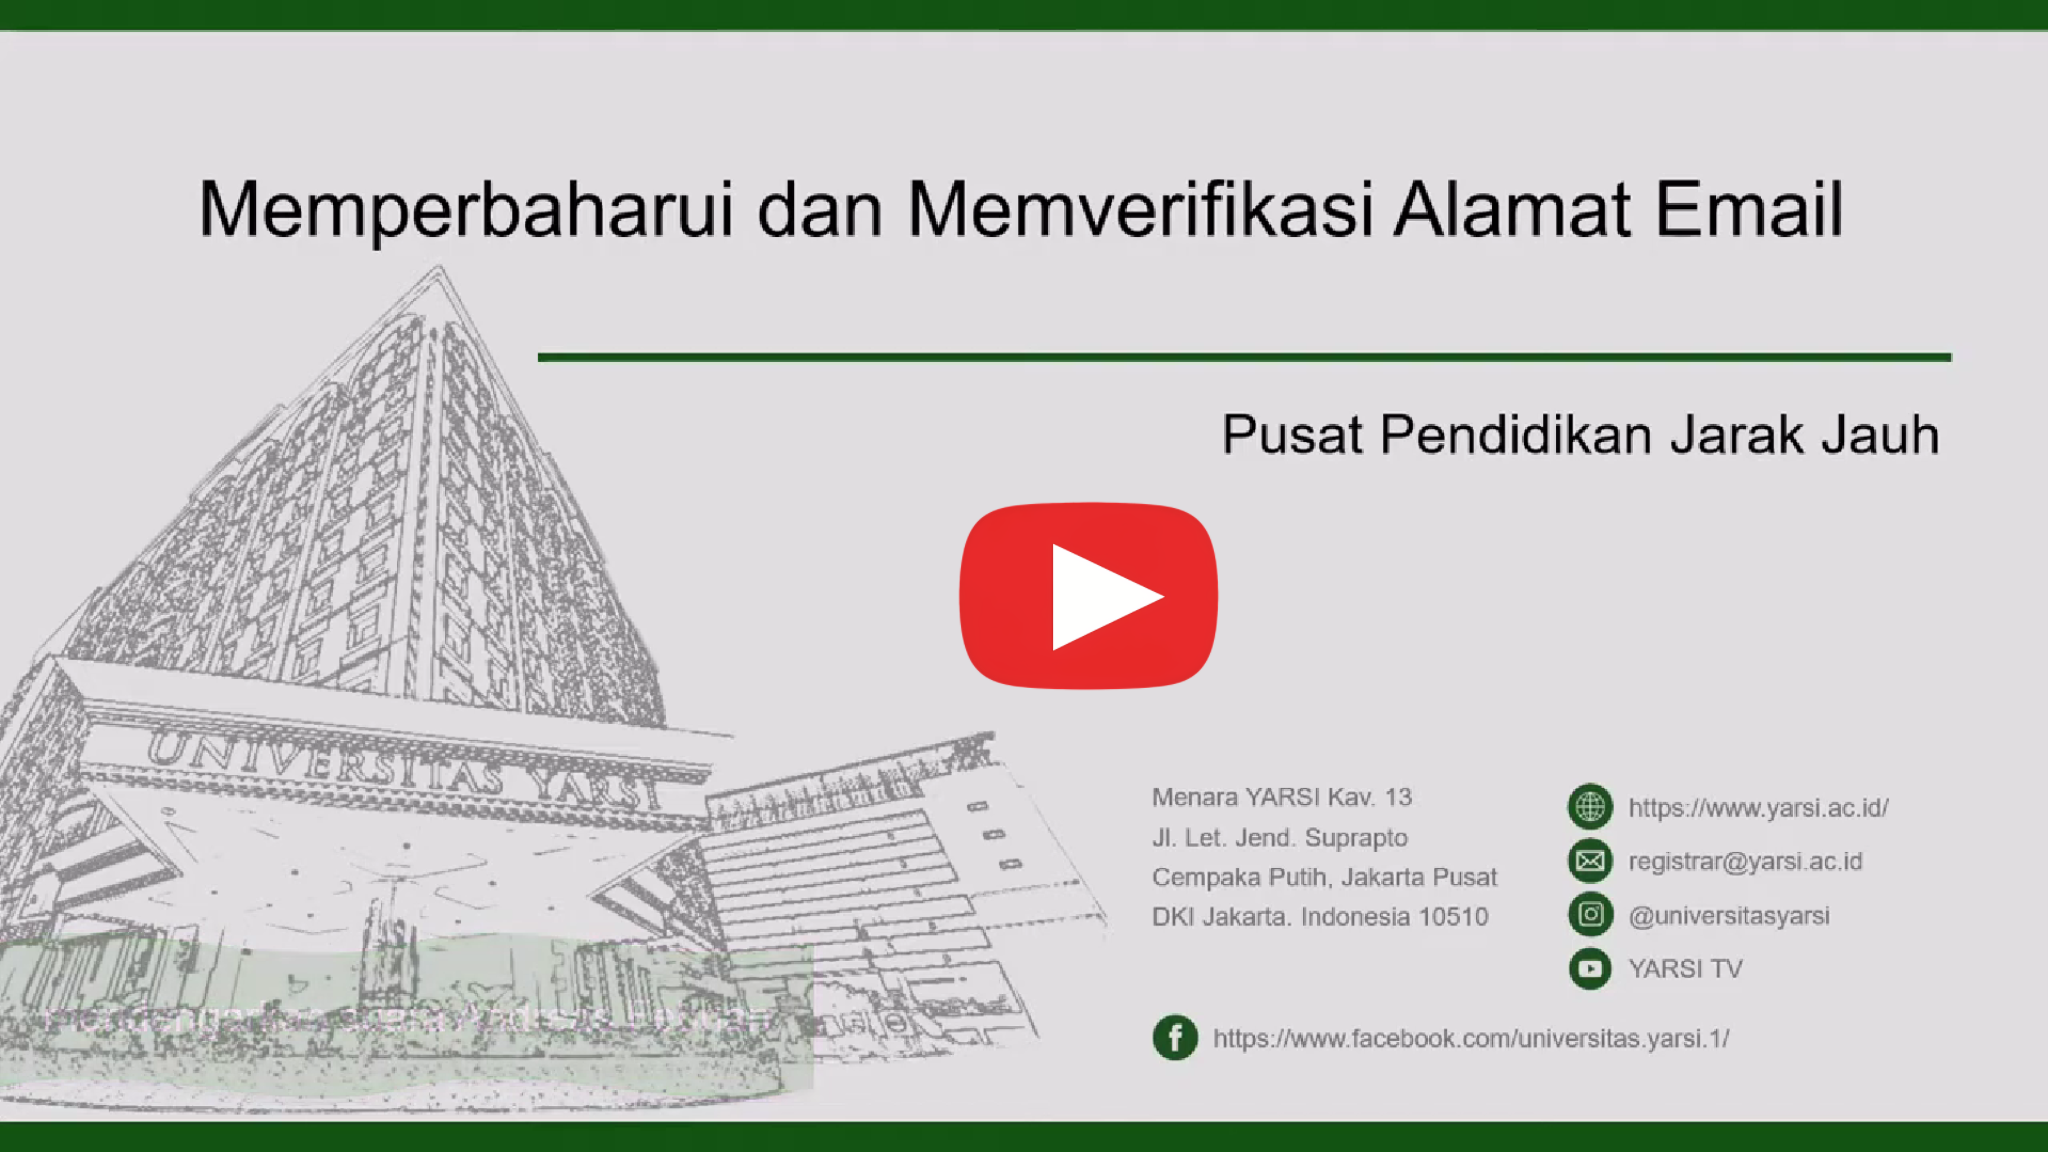 Memperbaharui dan Memverifikasi Alamat Email
Pusat Pendidikan Jarak Jauh
UNIVERSITAS YARSI
Menara YARSI Kav. 13
Jl. Let. Jend. Suprapto
Cempaka Putih, Jakarta Pusat
DKI Jakarta. Indonesia 10510
https://www.yarsi.ac.id/
registrar@yarsi.ac.id
@universitasyarsi
YARSI TV
https://www.facebook.com/universitas.yarsi.1/